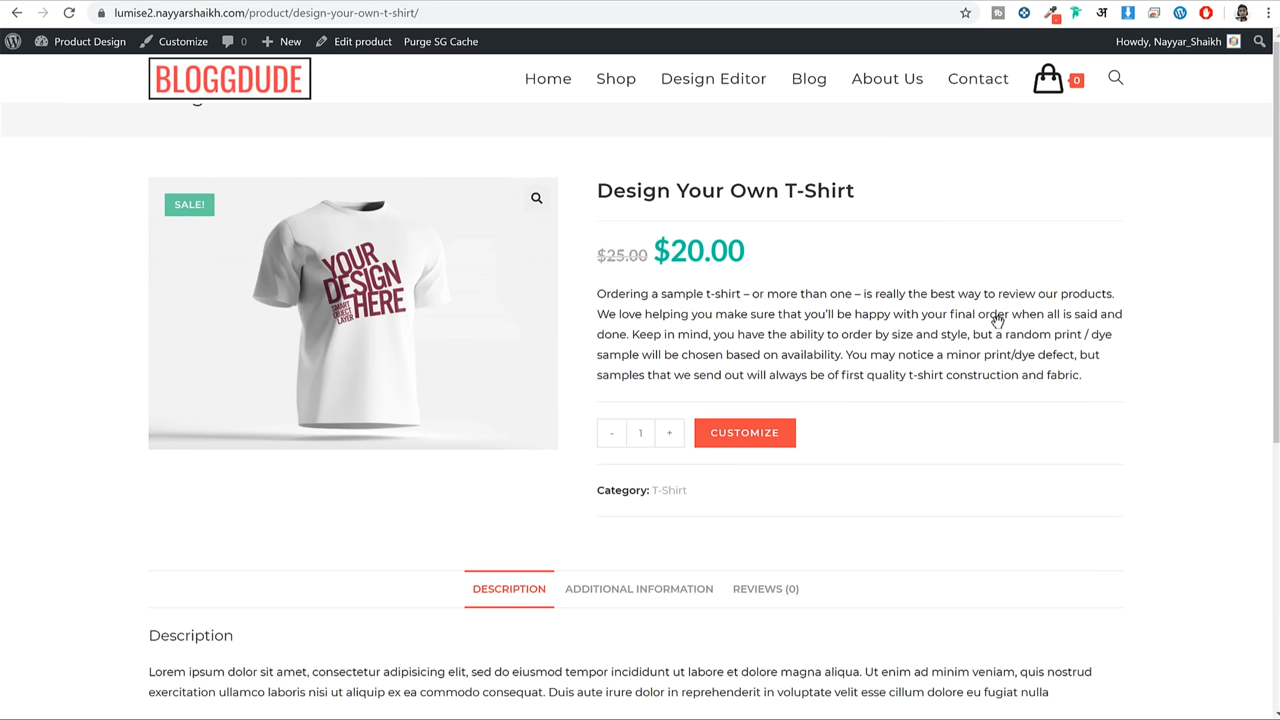 lumise2.nayyarshaikh.com/product/design-your-own-t-shirt/
Product Design Customize 0 New Edit product Purge SG Cache Howdy, Nayyar_Shaikh
BLOGGDUDE
Home Shop Design Editor Blog About Us Contact 0
SALE!
YOUR
DESIGN
HERE
SMART
OBJECT
LAYER
Design Your Own T-Shirt
$25.00 $20.00
Ordering a sample t-shirt – or more than one – is really the best way to review our products.
We love helping you make sure that you'll be happy with your final order when all is said and
done. Keep in mind, you have the ability to order by size and style, but a random print / dye
sample will be chosen based on availability. You may notice a minor print/dye defect, but
samples that we send out will always be of first quality t-shirt construction and fabric.
- 1 + CUSTOMIZE
Category: T-Shirt
DESCRIPTION ADDITIONAL INFORMATION REVIEWS (0)
Description
Lorem ipsum dolor sit amet, consectetur adipisicing elit, sed do eiusmod tempor incididunt ut labore et dolore magna aliqua. Ut enim ad minim veniam, quis nostrud
exercitation ullamco laboris nisi ut aliquip ex ea commodo consequat. Duis aute irure dolor in reprehenderit in voluptate velit esse cillum dolore eu fugiat nulla